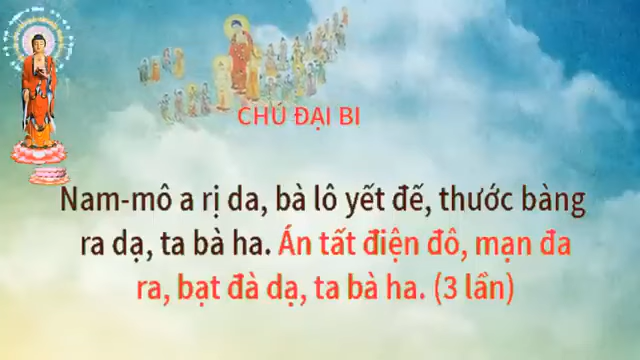 CHÚ ĐẠI BI
Nam-mô a rị da, bà lô yết đế, thước bàng
ra dạ, ta bà ha. Án tất điện đô, mạn đa
ra, bạt đà dạ, ta bà ha. (3 lần)